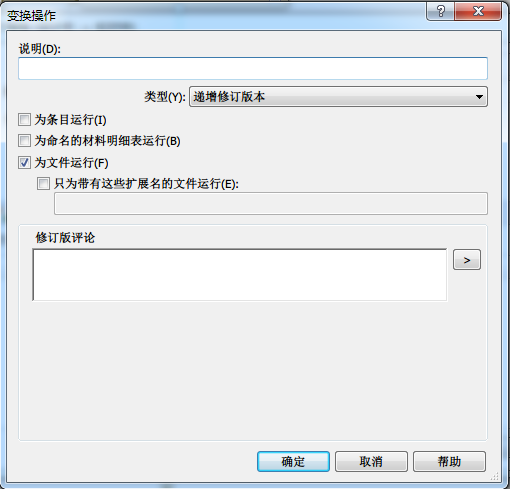 变换操作
说明(D):
类型(Y): 递增修订版本
为条目运行(I)
为命名的材料明细表运行(B)
为文件运行(F)
只为带有这些扩展名的文件运行(E):
修订版评论
>
确定 取消 帮助